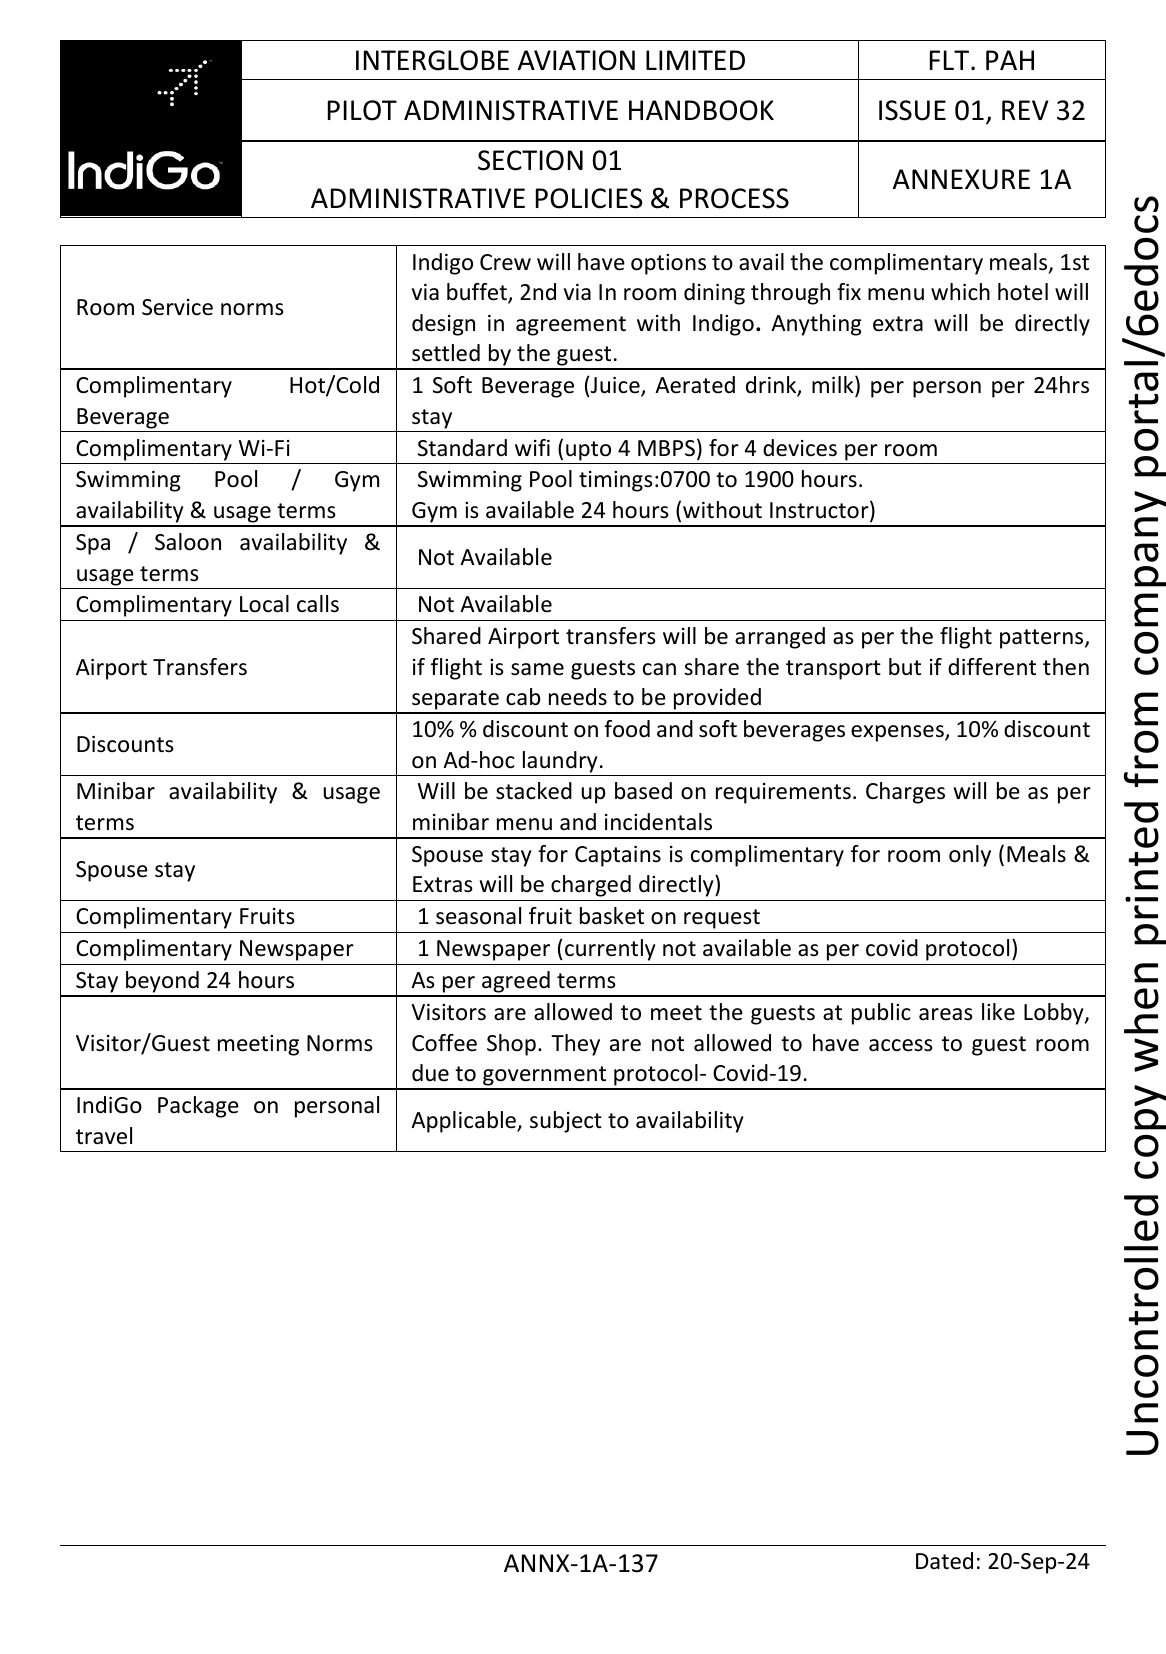 IndiGo
INTERGLOBE AVIATION LIMITED
FLT. PAH
PILOT ADMINISTRATIVE HANDBOOK
ISSUE 01, REV 32
SECTION 01
ADMINISTRATIVE POLICIES & PROCESS
ANNEXURE 1A
Room Service norms
Indigo Crew will have options to avail the complimentary meals, 1st
via buffet, 2nd via In room dining through fix menu which hotel will
design in agreement with Indigo. Anything extra will be directly
settled by the guest.
Complimentary Hot/Cold
Beverage
1 Soft Beverage (Juice, Aerated drink, milk) per person per 24hrs
stay
Complimentary Wi-Fi
Standard wifi (upto 4 MBPS) for 4 devices per room
Swimming Pool / Gym
availability & usage terms
Swimming Pool timings:0700 to 1900 hours.
Gym is available 24 hours (without Instructor)
Spa / Saloon availability &
usage terms
Not Available
Complimentary Local calls
Not Available
Airport Transfers
Shared Airport transfers will be arranged as per the flight patterns,
if flight is same guests can share the transport but if different then
separate cab needs to be provided
Discounts
10% % discount on food and soft beverages expenses, 10% discount
on Ad-hoc laundry.
Minibar availability & usage
terms
Will be stacked up based on requirements. Charges will be as per
minibar menu and incidentals
Spouse stay
Spouse stay for Captains is complimentary for room only (Meals &
Extras will be charged directly)
Complimentary Fruits
1 seasonal fruit basket on request
Complimentary Newspaper
1 Newspaper (currently not available as per covid protocol)
Stay beyond 24 hours
As per agreed terms
Visitor/Guest meeting Norms
Visitors are allowed to meet the guests at public areas like Lobby,
Coffee Shop. They are not allowed to have access to guest room
due to government protocol- Covid-19.
IndiGo Package on personal
travel
Applicable, subject to availability
ANNX-1A-137
Dated: 20-Sep-24
Uncontrolled copy when printed from company portal/6edocs